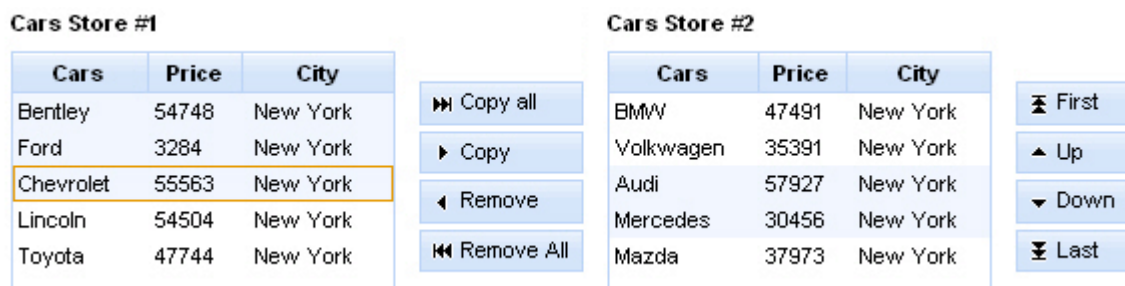 Cars Store #1
Cars Price City
Bentley 54748 New York
Ford 3284 New York
Chevrolet 55563 New York
Lincoln 54504 New York
Toyota 47744 New York
Copy all
Copy
Remove
Remove All
Cars Store #2
Cars Price City
BMW 47491 New York
Volkwagen 35391 New York
Audi 57927 New York
Mercedes 30456 New York
Mazda 37973 New York
First
Up
Down
Last